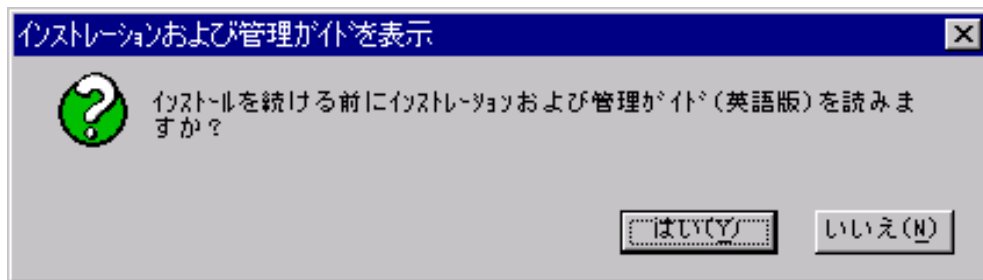 インストレーションおよび管理ガイドを表示
インストールを続ける前にインストレーションおよび管理ガイド(英語版)を読みま
すか?
はい(Y)
いいえ(N)